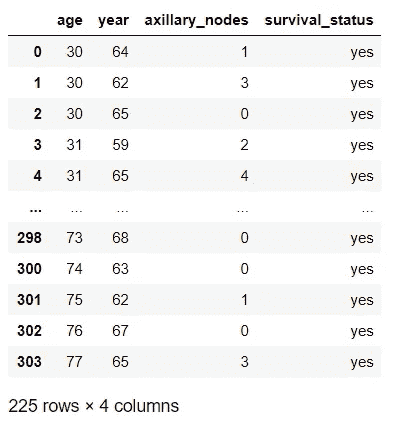 age year axillary_nodes survival_status
0 30 64 1 yes
1 30 62 3 yes
2 30 65 0 yes
3 31 59 2 yes
4 31 65 4 yes
... ... ... ... ...
298 73 68 0 yes
300 74 63 0 yes
301 75 62 1 yes
302 76 67 0 yes
303 77 65 3 yes
225 rows × 4 columns